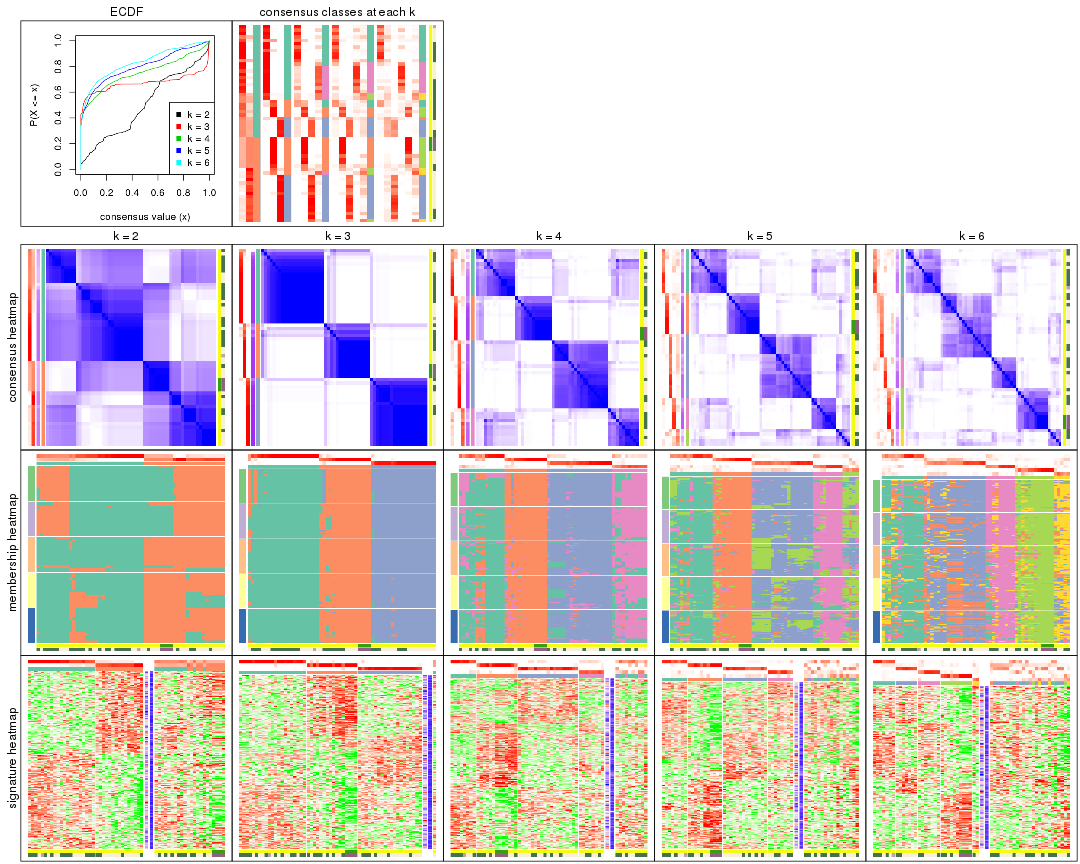 ECDF
consensus classes at each k
P(X <= x)
0.0 0.2 0.4 0.6 0.8 1.0
k = 2
k = 3
k = 4
k = 5
k = 6
0.0 0.2 0.4 0.6 0.8 1.0
consensus value (x)
k = 2 k = 3 k = 4 k = 5 k = 6
consensus heatmap
membership heatmap
signature heatmap